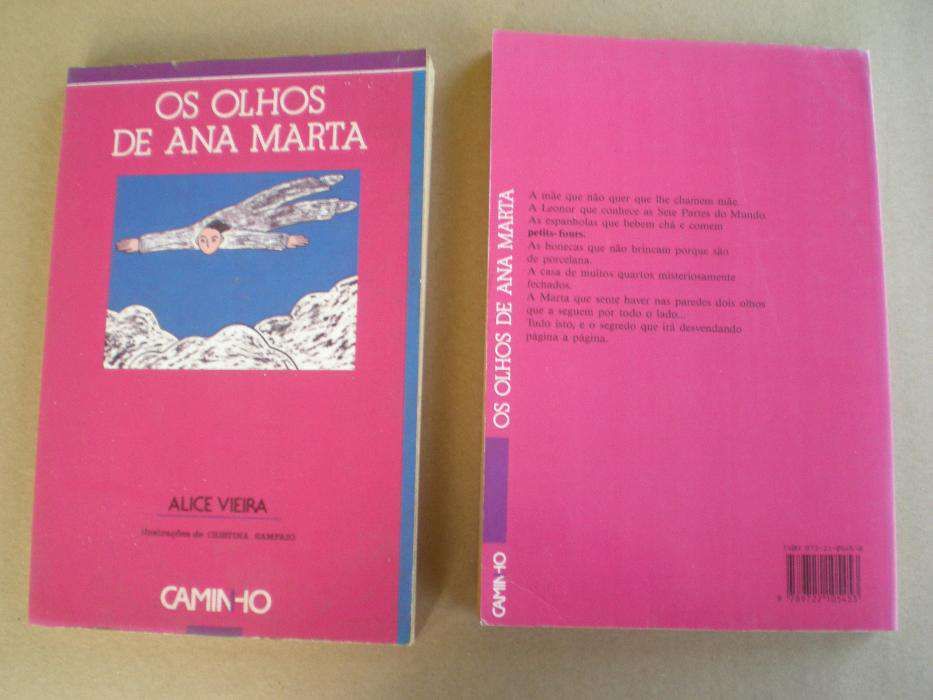 OS OLHOS
DE ANA MARTA
ALICE VIEIRA
ilustrações de CRISTINA SAMPAIO
CAMINHO
OS OLHOS DE ANA MARTA
CAMINHO
A mãe que não quer que lhe chamem mãe.
A Leonor que conhece as Sete Partes do Mundo.
As espanholas que bebem chá e comem
petits-fours.
As bonecas que não brincam porque são
de porcelana.
A casa de muitos quartos misteriosamente
fechados.
A Marta que sente haver nas paredes dois olhos
que a seguem por todo o lado...
Tudo isto, e o segredo que irá desvendando
página a página.
ISBN 972-21-